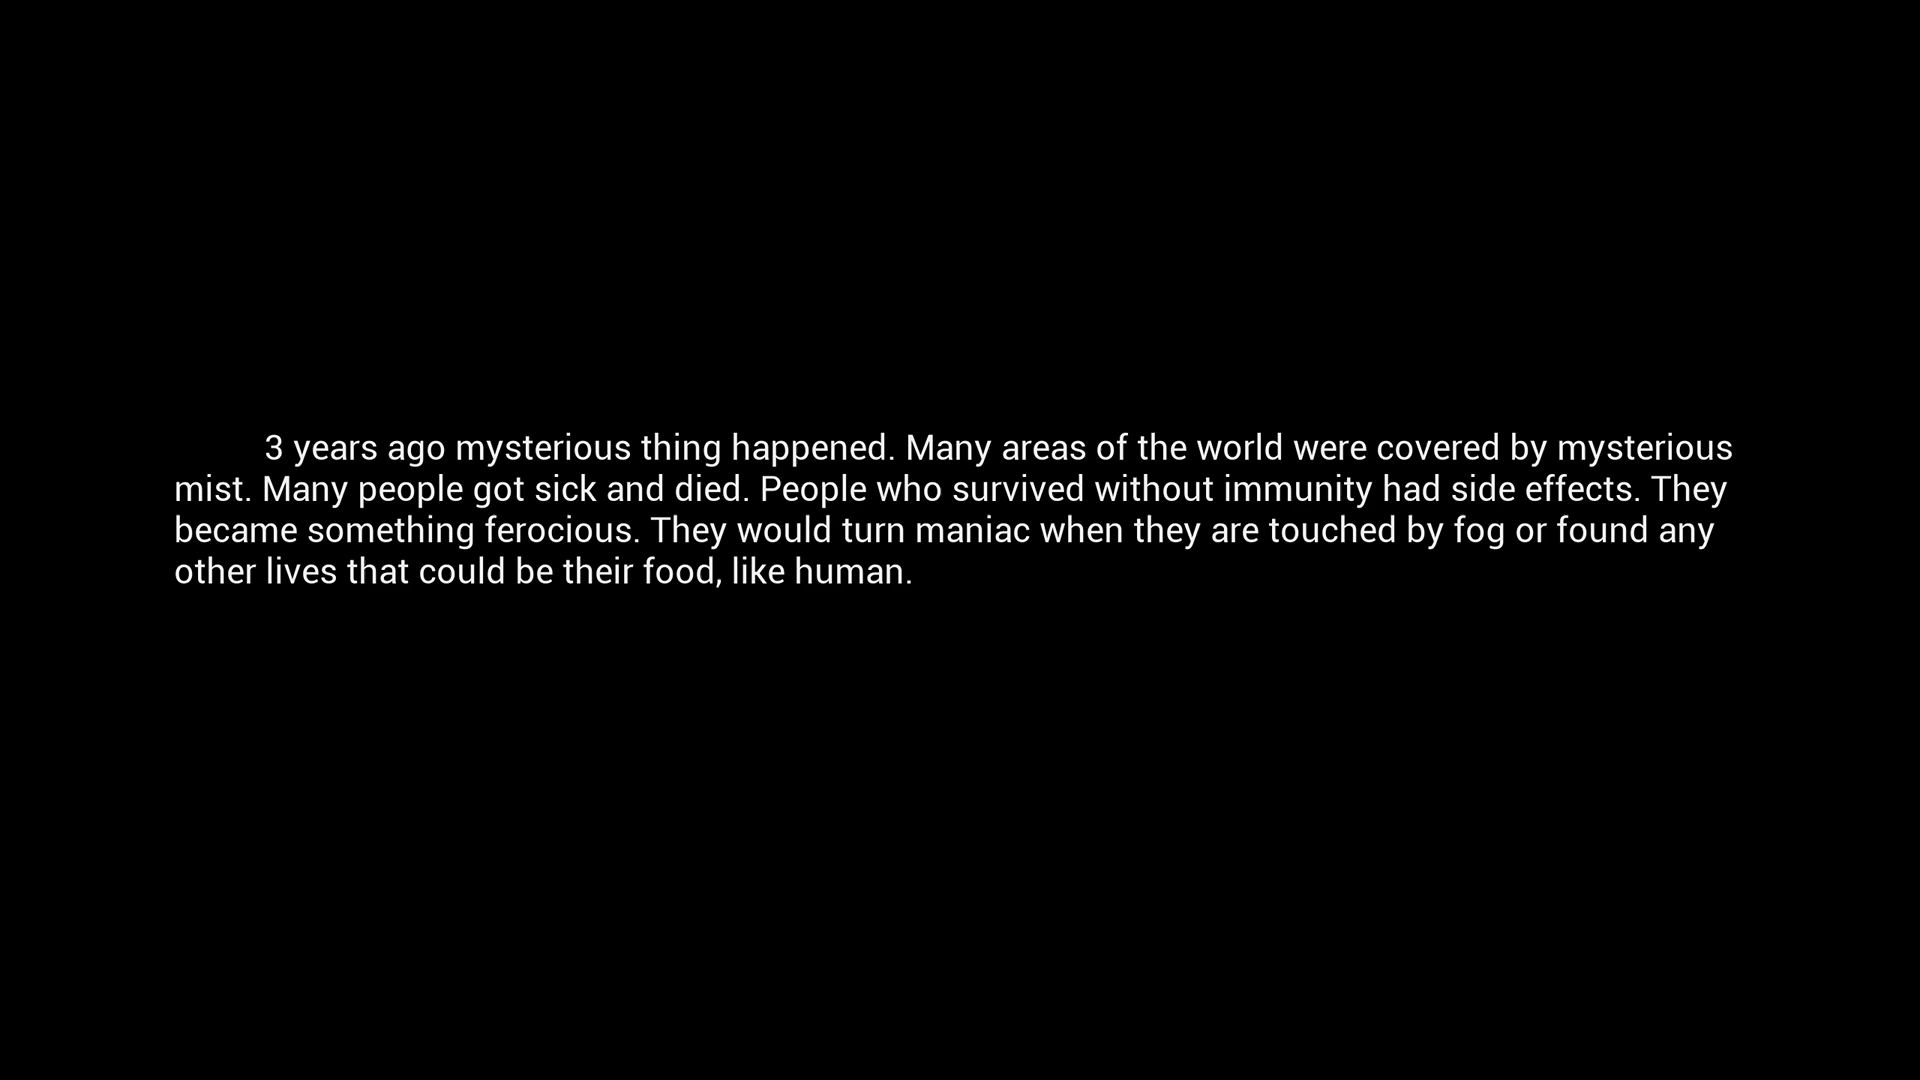 3 years ago mysterious thing happened. Many areas of the world were covered by mysterious
mist. Many people got sick and died. People who survived without immunity had side effects. They
became something ferocious. They would turn maniac when they are touched by fog or found any
other lives that could be their food, like human.